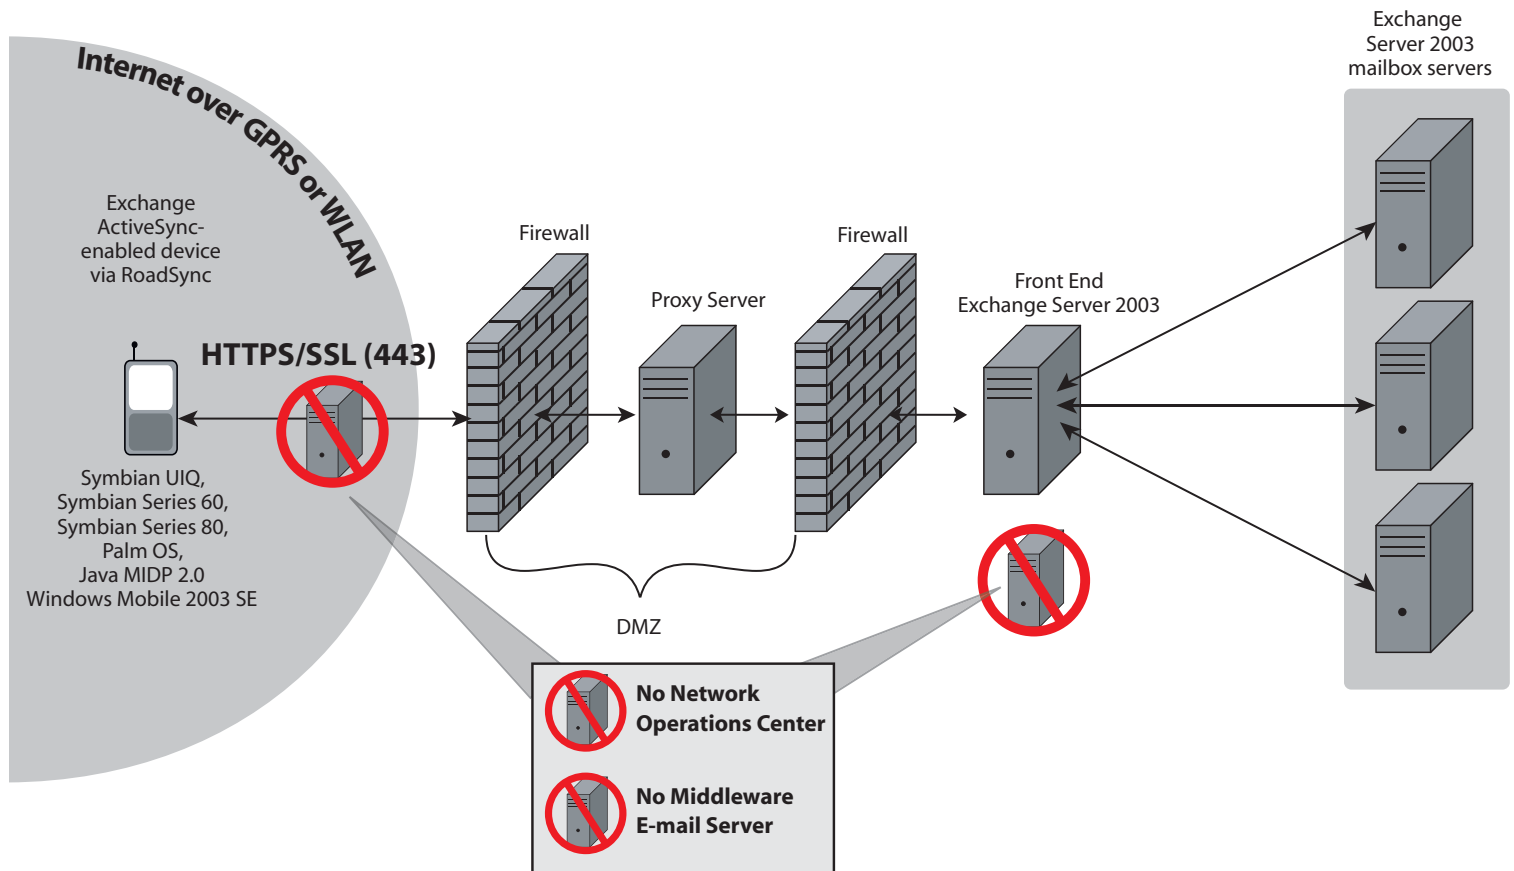 Internet over GPRS or WLAN
Exchange
ActiveSync-
enabled device
via RoadSync
HTTPS/SSL (443)
Symbian UIQ,
Symbian Series 60,
Symbian Series 80,
Palm OS,
Java MIDP 2.0
Windows Mobile 2003 SE
Firewall
Proxy Server
Firewall
DMZ
Front End
Exchange Server 2003
Exchange
Server 2003
mailbox servers
No Network
Operations Center
No Middleware
E-mail Server